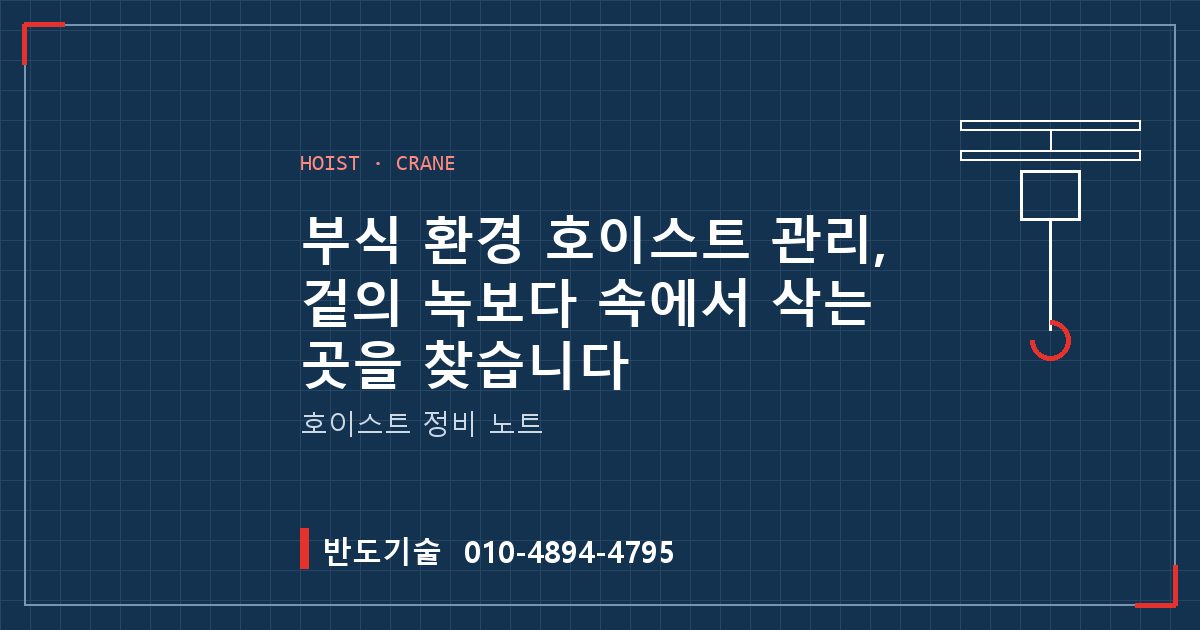 HOIST · CRANE
부식 환경 호이스트 관리,
겉의 녹보다 속에서 삭는
곳을 찾습니다
호이스트 정비 노트
반도기술 010-4894-4795